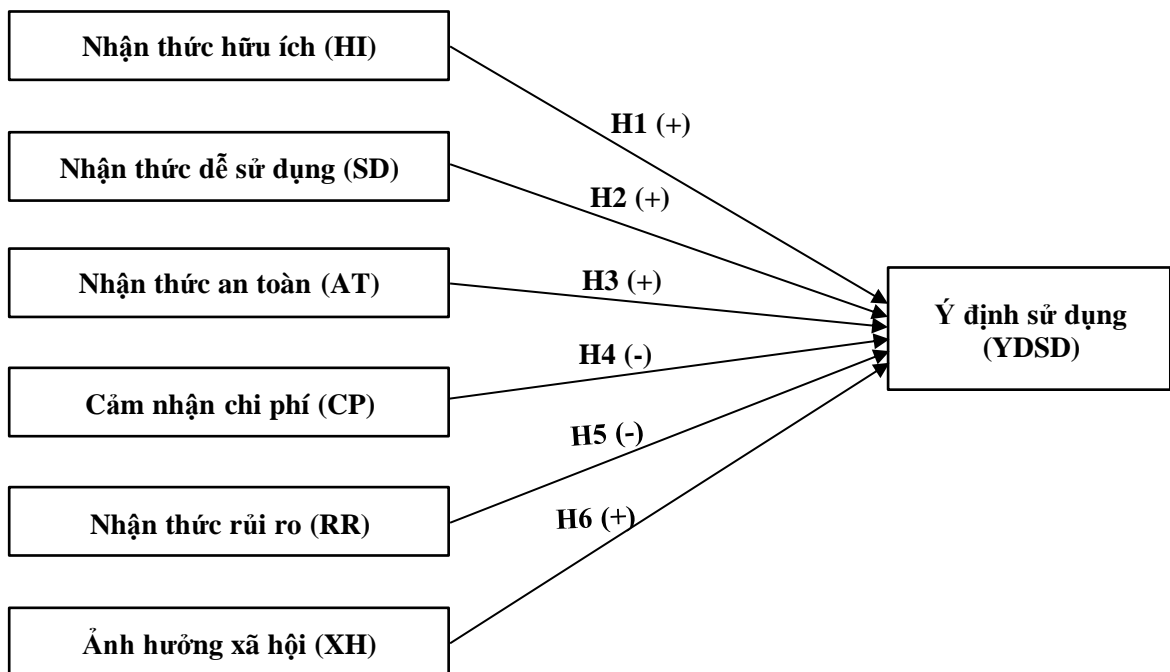 Nhận thức hữu ích (HI)
H1 (+)
Nhận thức dễ sử dụng (SD)
H2 (+)
Nhận thức an toàn (AT)
H3 (+)
Ý định sử dụng
(YDSD)
H4 (-)
Cảm nhận chi phí (CP)
H5 (-)
Nhận thức rủi ro (RR)
H6 (+)
Ảnh hưởng xã hội (XH)